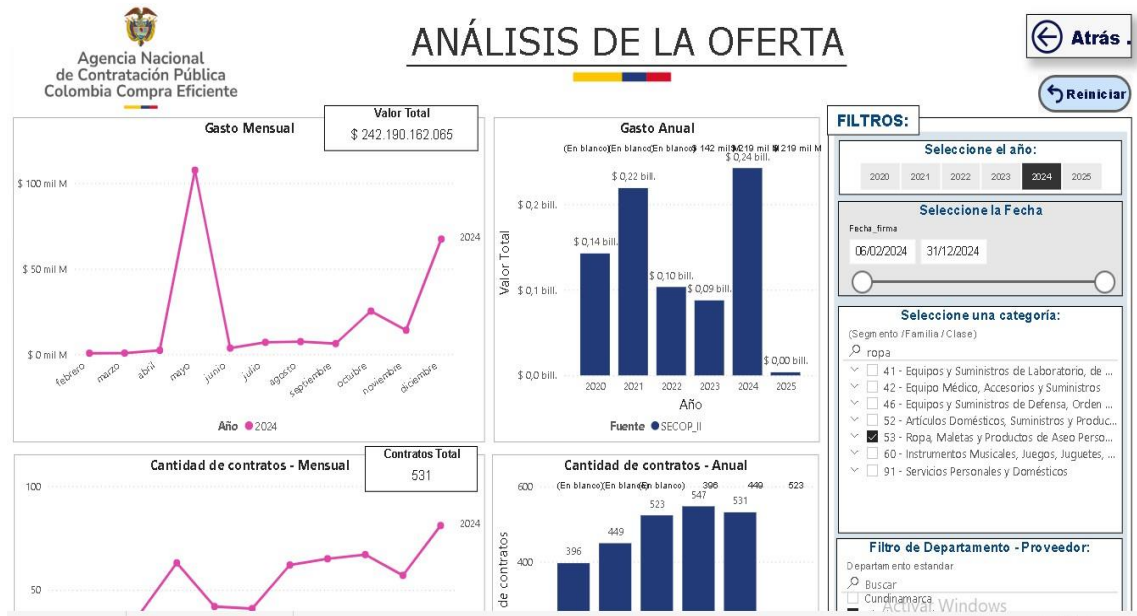 Agencia Nacional
de Contratación Pública
Colombia Compra Eficiente
ANÁLISIS DE LA OFERTA
Atrás .
Reiniciar
Gasto Mensual
Valor Total
$ 242.190.162.065
$ 100 mil M
$ 50 mil M
$ 0 mil M
2024
febrero
marzo
abril
mayo
junio
julio
agosto
septiembre
octubre
noviembre
diciembre
Año 2024
Gasto Anual
(En blanco)
(En blanco)
(En blanco)
$ 142 mil M
$ 219 mil M
$ 219 mil M
Valor Total
$ 0,2 bill.
$ 0,1 bill.
$ 0,0 bill.
$ 0,14 bill.
$ 0,22 bill.
$ 0,10 bill.
$ 0,09 bill.
$ 0,24 bill.
$ 0,00 bill.
2020 2021 2022 2023 2024 2025
Año
Fuente SECOP_II
Cantidad de contratos - Mensual
Contratos Total
531
100
50
2024
Cantidad de contratos - Anual
(En blanco)
(En blanco)
(En blanco)
396
449
523
600
400
de contratos
396
449
523
547
531
FILTROS:
Seleccione el año:
2020 2021 2022 2023 2024 2025
Seleccione la Fecha
Fecha_firma
06/02/2024 31/12/2024
Seleccione una categoría:
(Segmento /Familia / Clase)
ropa
41 - Equipos y Suministros de Laboratorio, de ...
42 - Equipo Médico, Accesorios y Suministros
46 - Equipos y Suministros de Defensa, Orden ...
52 - Artículos Domésticos, Suministros y Produc...
53 - Ropa, Maletas y Productos de Aseo Perso...
60 - Instrumentos Musicales, Juegos, Juguetes, ...
91 - Servicios Personales y Domésticos
Filtro de Departamento - Proveedor:
Departamento estandar
Buscar
Cundinamarca
Activar Windows